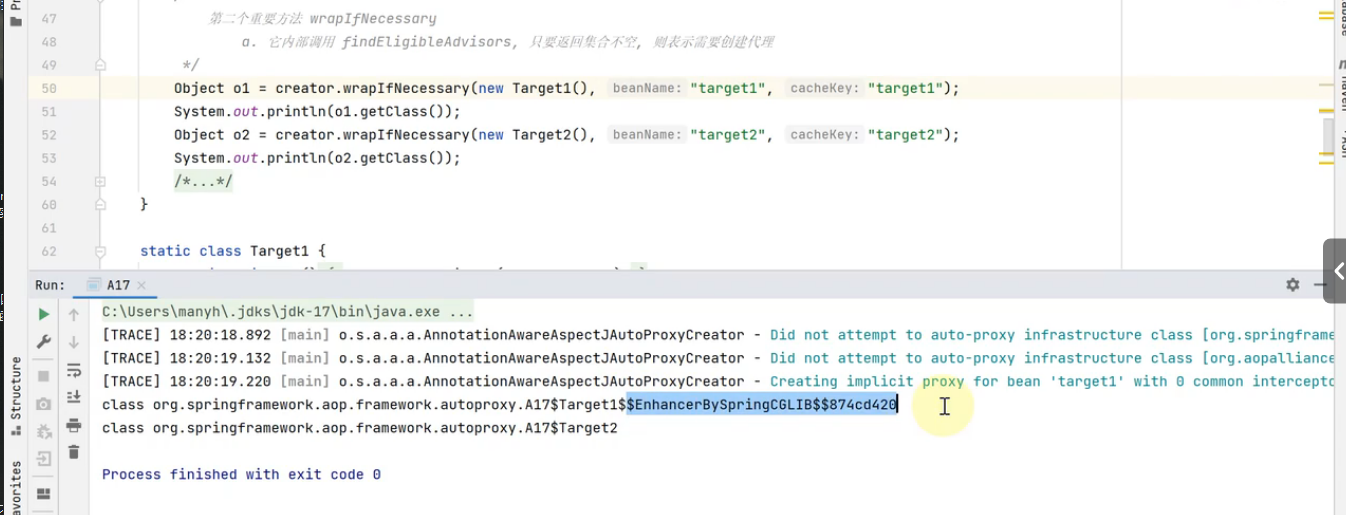 47 第二个重要方法 wrapIfNecessary
48 a. 它内部调用 findEligibleAdvisors, 只要返回集合不空, 则表示需要创建代理
49 */
50 Object o1 = creator.wrapIfNecessary(new Target1(), beanName: "target1", cacheKey: "target1");
51 System.out.println(o1.getClass());
52 Object o2 = creator.wrapIfNecessary(new Target2(), beanName: "target2", cacheKey: "target2");
53 System.out.println(o2.getClass());
54 /*...*/
60 }
61
62 static class Target1 {
Run: A17
C:\Users\manyh\.jdks\jdk-17\bin\java.exe ...
[TRACE] 18:20:18.892 [main] o.s.a.a.a.AnnotationAwareAspectJAutoProxyCreator - Did not attempt to auto-proxy infrastructure class [org.springframe
[TRACE] 18:20:19.132 [main] o.s.a.a.a.AnnotationAwareAspectJAutoProxyCreator - Did not attempt to auto-proxy infrastructure class [org.aopalliance
[TRACE] 18:20:19.220 [main] o.s.a.a.a.AnnotationAwareAspectJAutoProxyCreator - Creating implicit proxy for bean 'target1' with 0 common intercepto
class org.springframework.aop.framework.autoproxy.A17$Target1$$EnhancerBySpringCGLIB$$874cd420
class org.springframework.aop.framework.autoproxy.A17$Target2
Process finished with exit code 0
Structure
avorites